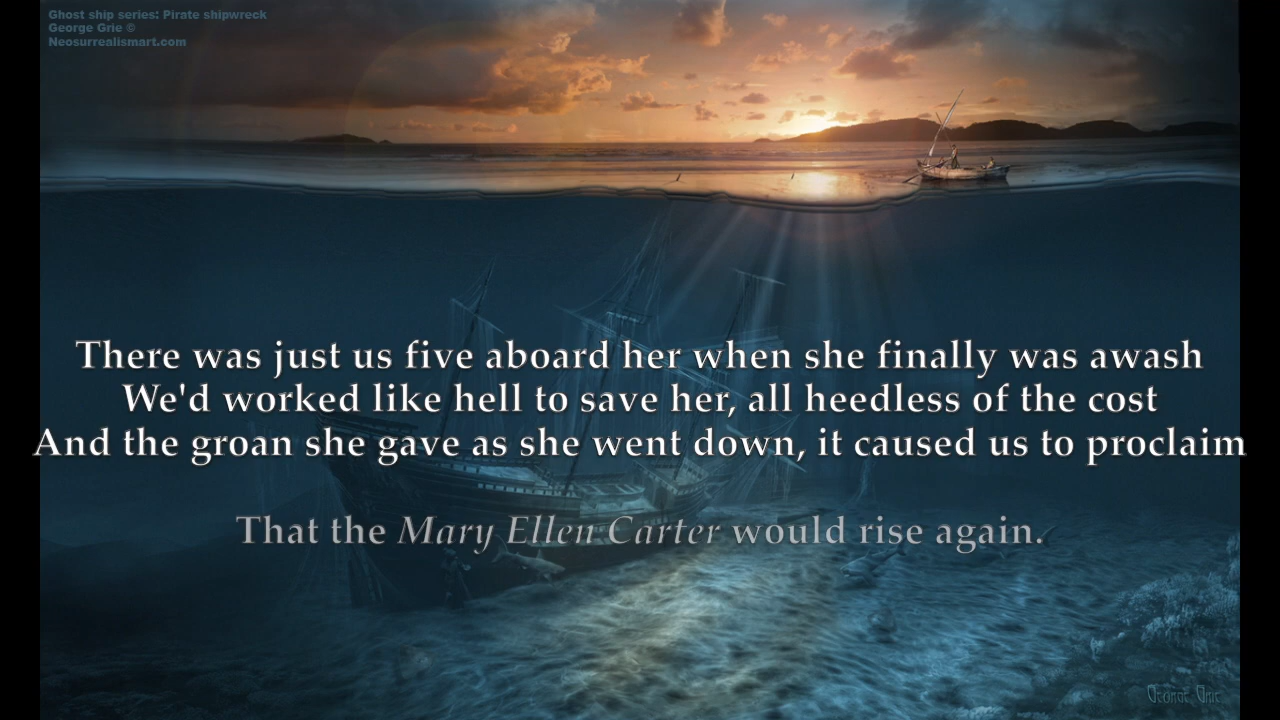 Ghost ship series: Pirate shipwreck
George Grie ©
Neosurrealismart.com
There was just us five aboard her when she finally was awash
We'd worked like hell to save her, all heedless of the cost
And the groan she gave as she went down, it caused us to proclaim
That the Mary Ellen Carter would rise again.
George Grie